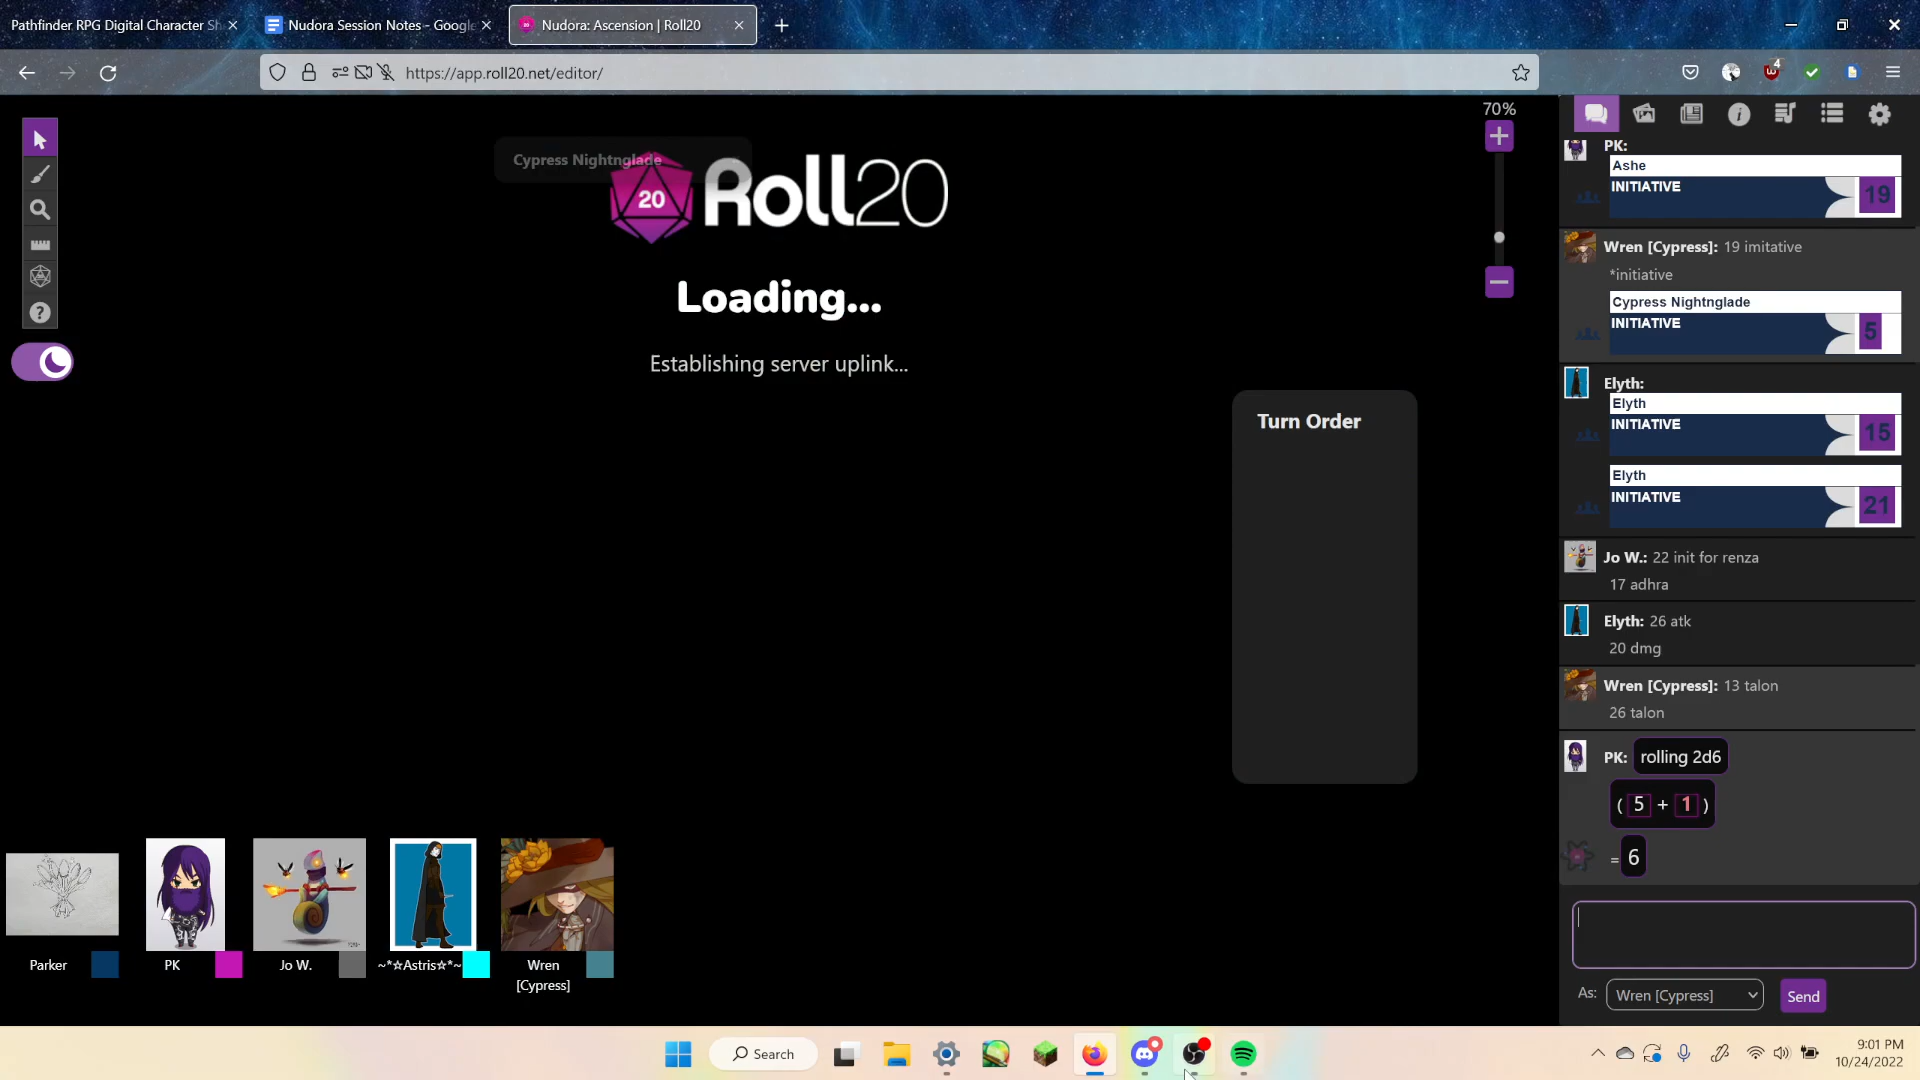 Pathfinder RPG Digital Character Sh
Nudora Session Notes - Google
Nudora: Ascension | Roll20
https://app.roll20.net/editor/
4
70%
Cypress Nightnglade
20
Roll20
Loading...
Establishing server uplink...
Turn Order
PK:
Ashe
INITIATIVE
19
Wren [Cypress]: 19 imitative
*initiative
Cypress Nightnglade
INITIATIVE
5
Elyth:
Elyth
INITIATIVE
15
Elyth
INITIATIVE
21
Jo W.: 22 init for renza
17 adhra
Elyth: 26 atk
20 dmg
Wren [Cypress]: 13 talon
26 talon
PK: rolling 2d6
( 5 + 1 )
= 6
As: Wren [Cypress]
Send
Parker
PK
Jo W.
~*☆Astris☆*~
Wren
[Cypress]
Search
9:01 PM
10/24/2022